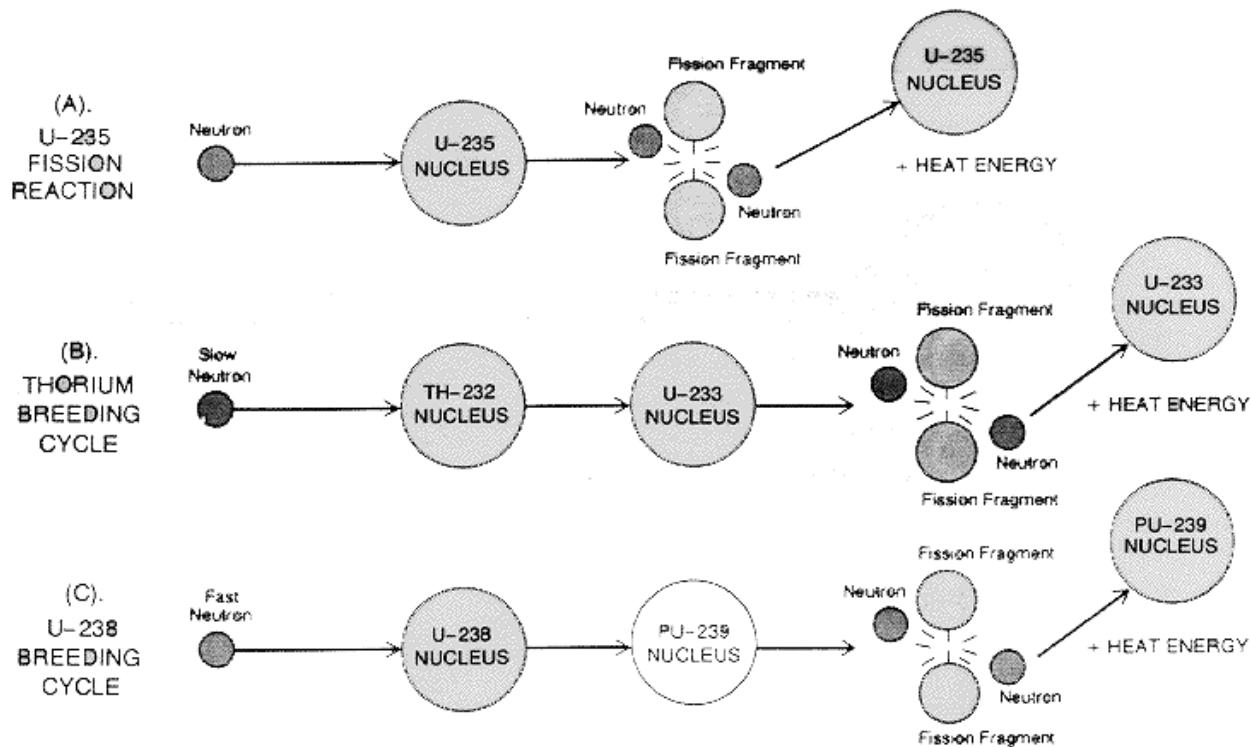 (A).
U-235
FISSION
REACTION
Neutron
U-235
NUCLEUS
Neutron
Fission Fragment
Neutron
Fission Fragment
U-235
NUCLEUS
+ HEAT ENERGY
(B).
THORIUM
BREEDING
CYCLE
Slow
Neutron
TH-232
NUCLEUS
U-233
NUCLEUS
Neutron
Fission Fragment
Neutron
Fission Fragment
U-233
NUCLEUS
+ HEAT ENERGY
(C).
U-238
BREEDING
CYCLE
Fast
Neutron
U-238
NUCLEUS
PU-239
NUCLEUS
Neutron
Fission Fragment
Neutron
Fission Fragment
PU-239
NUCLEUS
+ HEAT ENERGY